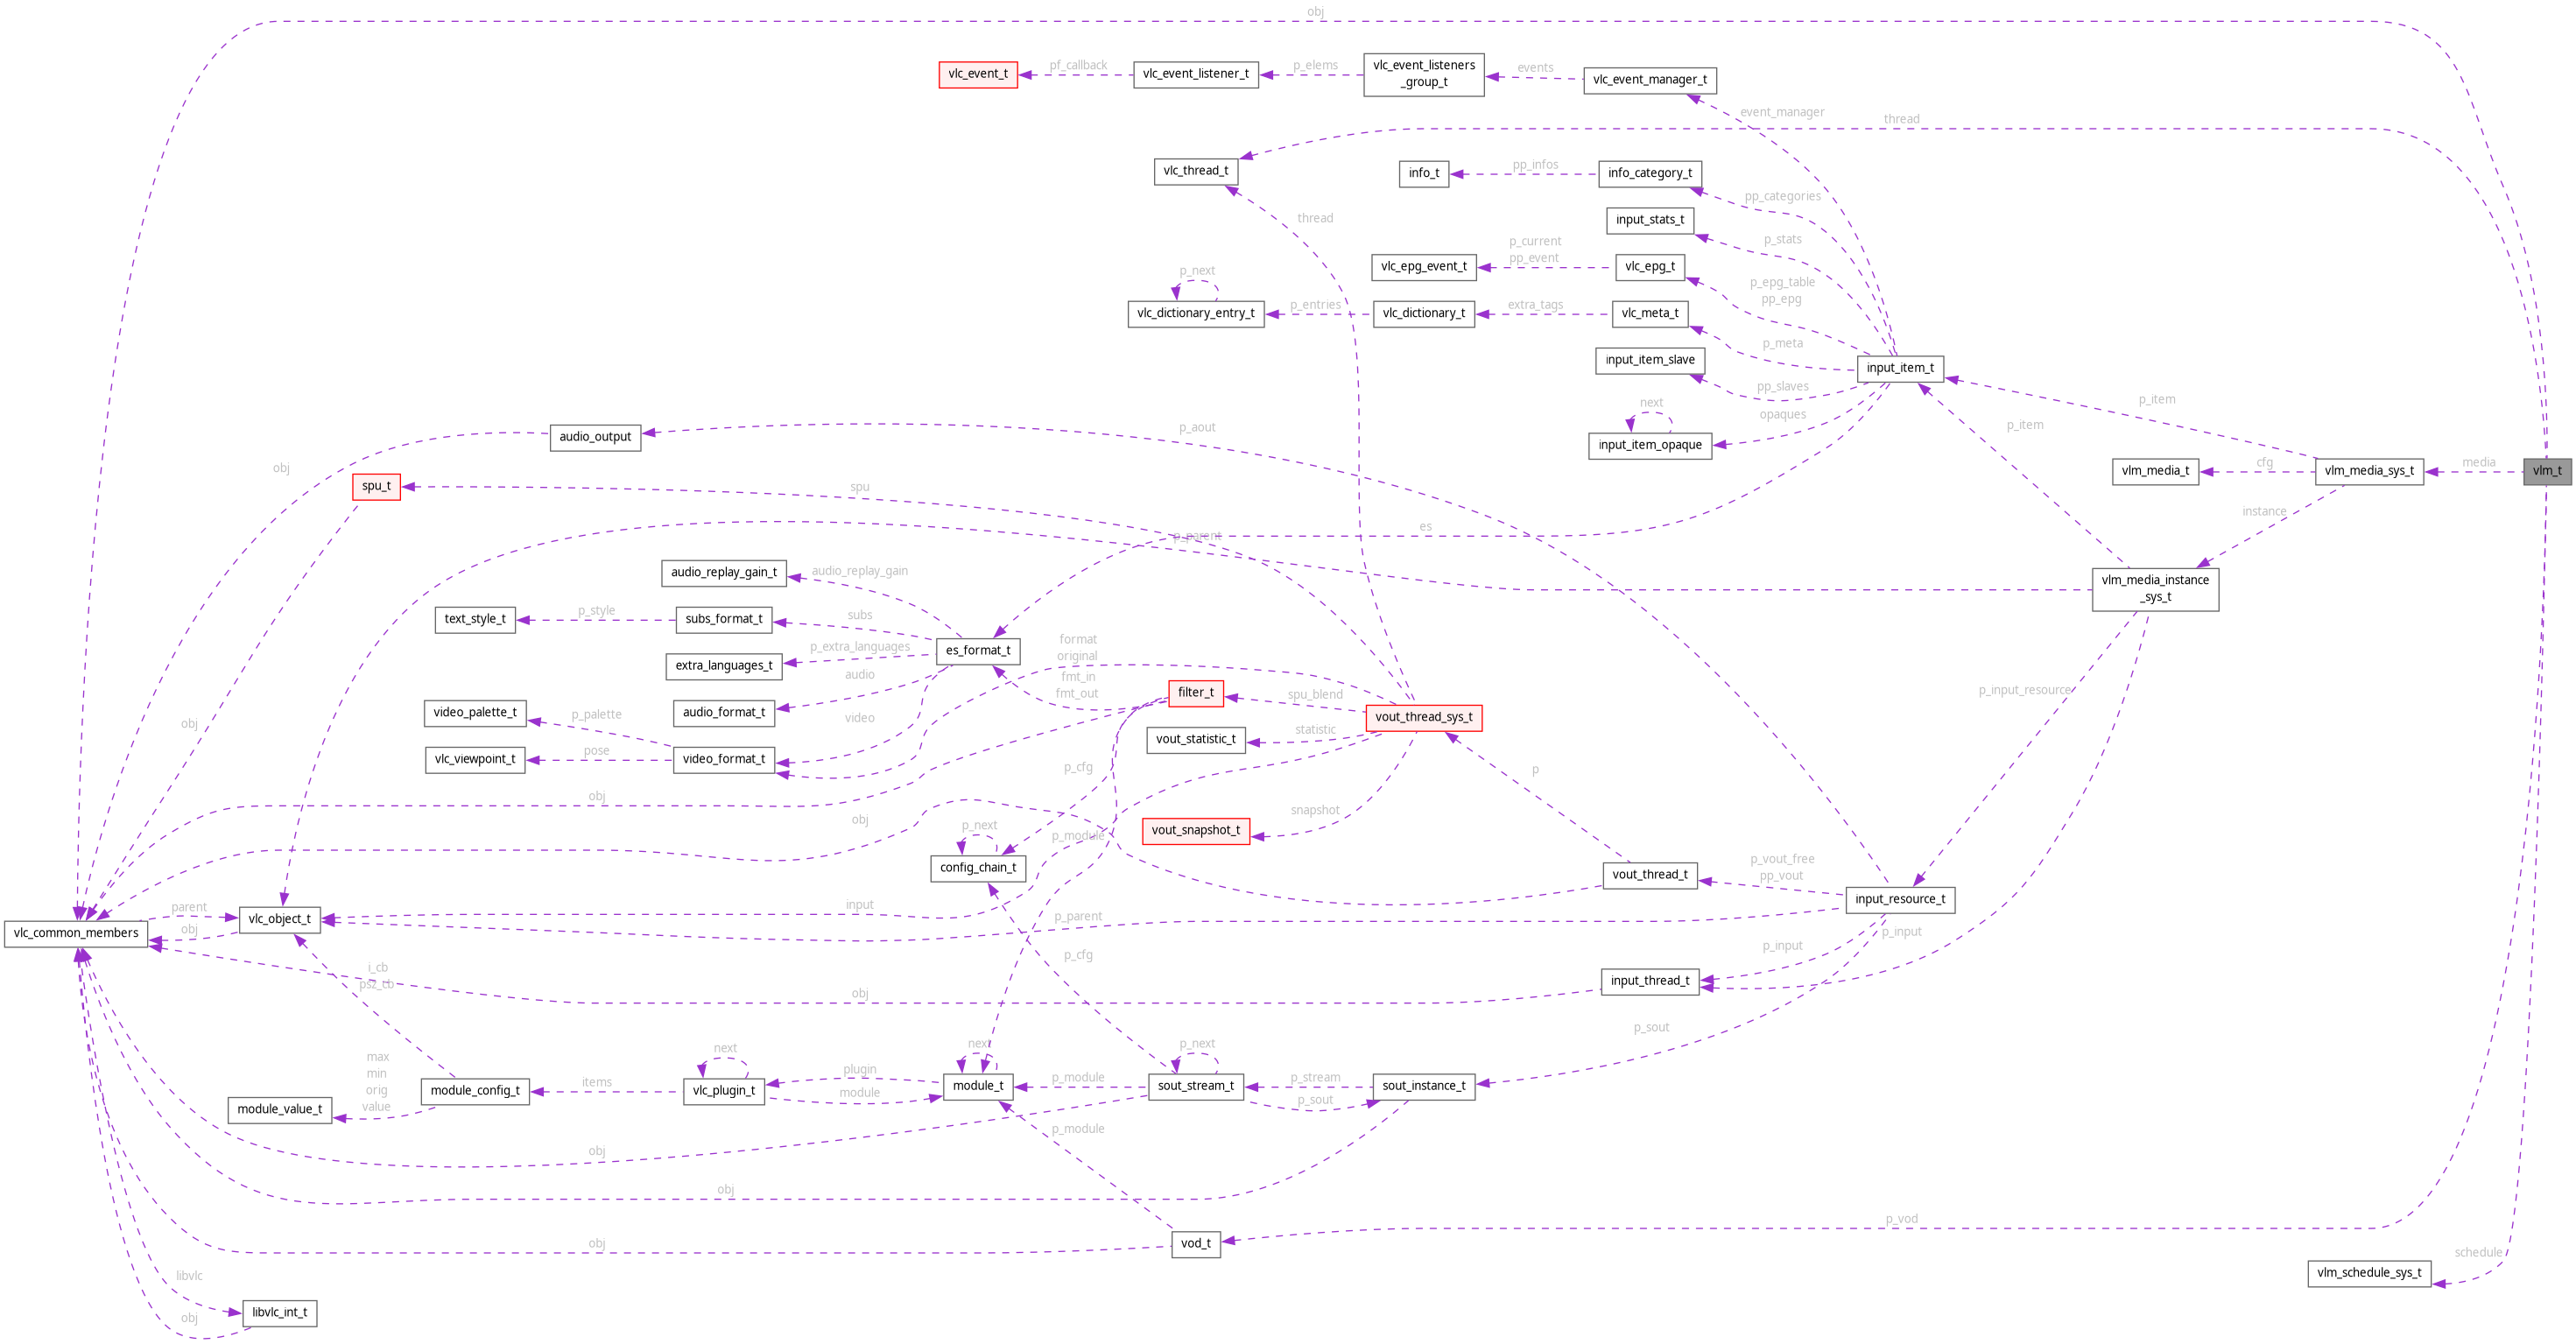 obj
vlc_event_t
pf_callback
vlc_event_listener_t
p_elems
vlc_event_listeners
_group_t
events
vlc_event_manager_t
event_manager
thread
vlc_thread_t
info_t
pp_infos
info_category_t
pp_categories
input_stats_t
p_stats
thread
p_current
pp_event
vlc_epg_event_t
vlc_epg_t
p_epg_table
pp_epg
p_next
vlc_dictionary_entry_t
p_entries
vlc_dictionary_t
extra_tags
vlc_meta_t
p_meta
input_item_slave
pp_slaves
input_item_t
next
input_item_opaque
opaques
p_item
p_item
audio_output
p_aout
obj
spu_t
spu
vlm_media_t
cfg
vlm_media_sys_t
media
vlm_t
instance
es
p_parent
audio_replay_gain_t
audio_replay_gain
vlm_media_instance
_sys_t
text_style_t
p_style
subs_format_t
subs
extra_languages_t
p_extra_languages
es_format_t
format
original
fmt_in
fmt_out
audio
filter_t
spu_blend
p_input_resource
video_palette_t
p_palette
audio_format_t
video
vout_thread_sys_t
statistic
vout_statistic_t
obj
vlc_viewpoint_t
pose
video_format_t
p_cfg
p
obj
obj
snapshot
vout_snapshot_t
p_next
p_module
config_chain_t
vout_thread_t
p_vout_free
pp_vout
input_resource_t
parent
vlc_object_t
input
p_parent
vlc_common_members
obj
p_input
p_input
p_cfg
i_cb
psz_cb
obj
input_thread_t
p_sout
next
next
p_next
max
min
orig
value
module_config_t
items
vlc_plugin_t
plugin
module
module_t
p_module
sout_stream_t
p_stream
p_sout
sout_instance_t
module_value_t
p_module
obj
obj
p_vod
vod_t
obj
schedule
vlm_schedule_sys_t
libvlc
libvlc_int_t
obj